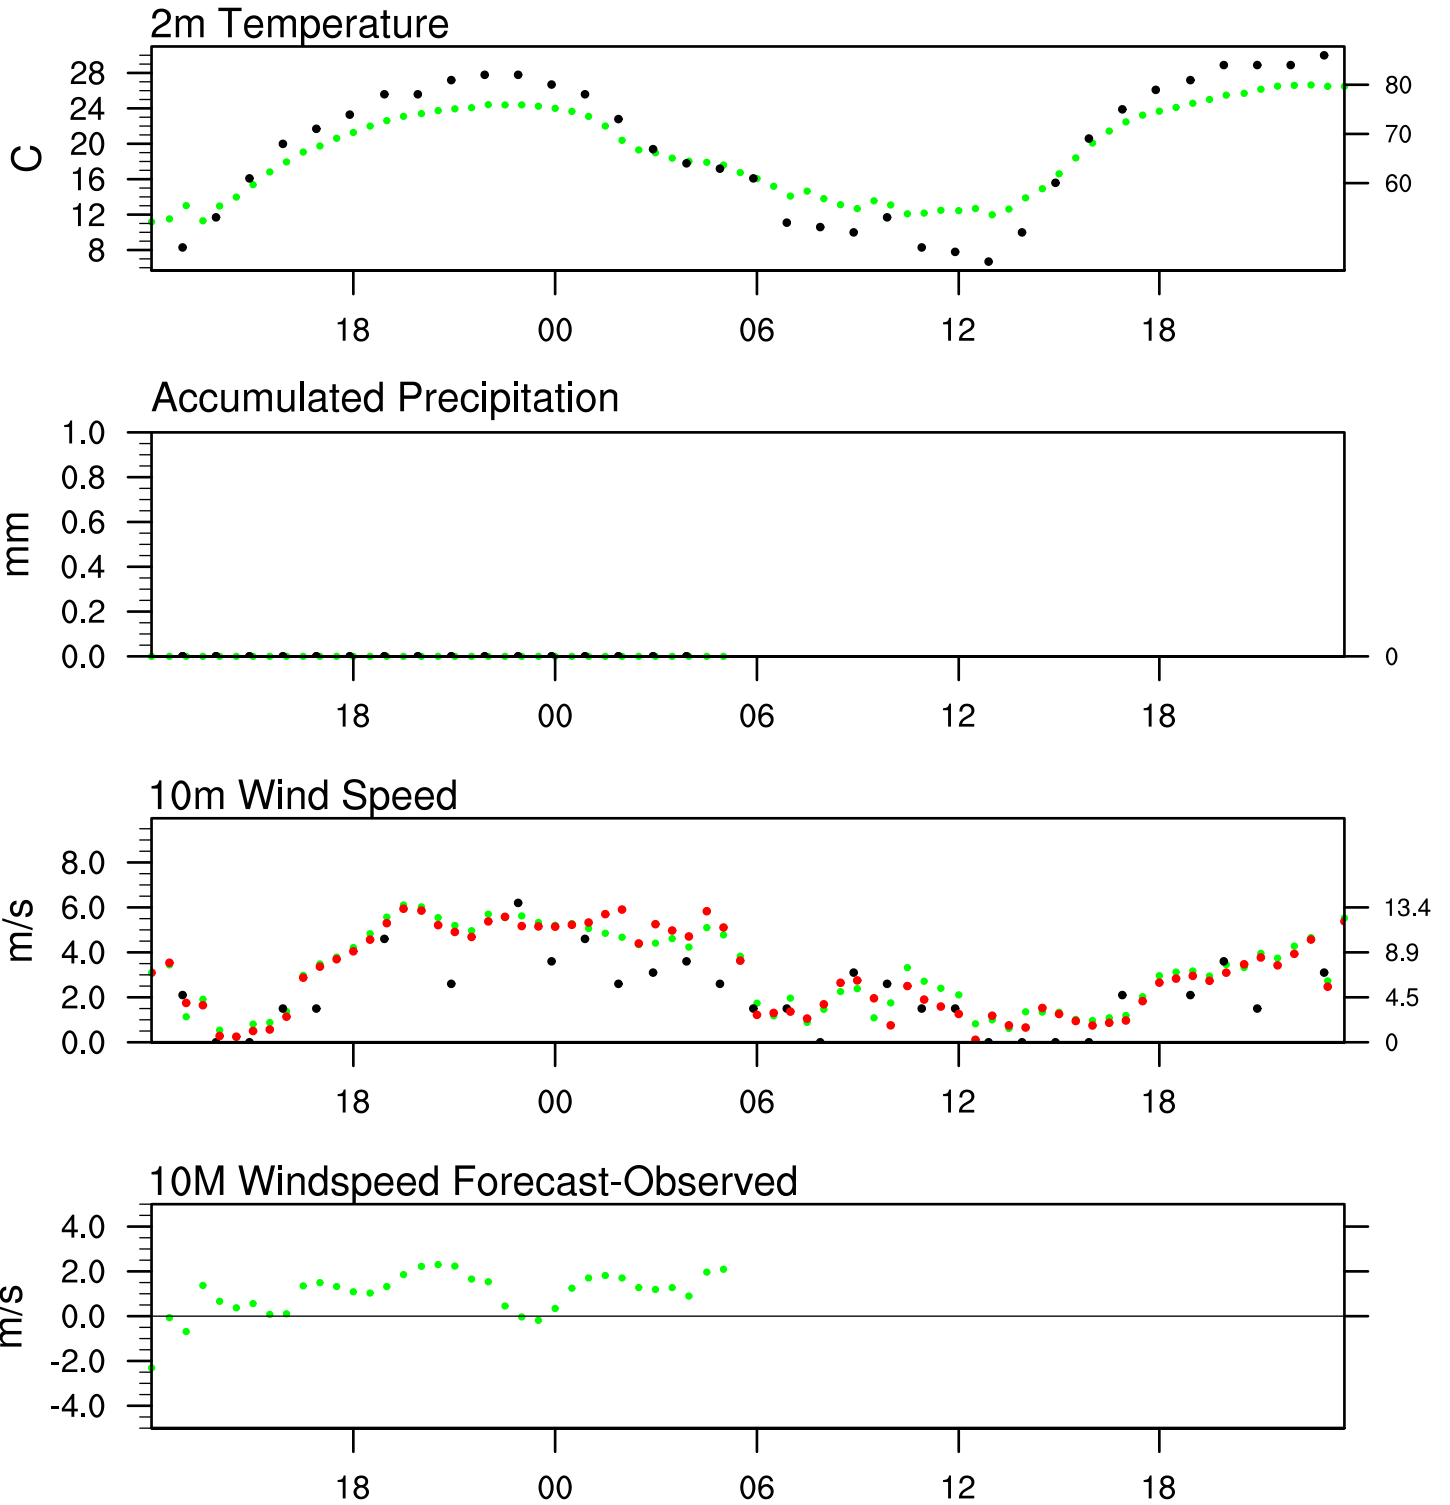 2m Temperature
C
28
24
20
16
12
8
80
70
60
18 00 06 12 18
Accumulated Precipitation
mm
1.0
0.8
0.6
0.4
0.2
0.0
0
18 00 06 12 18
10m Wind Speed
m/s
8.0
6.0
4.0
2.0
0.0
13.4
8.9
4.5
0
18 00 06 12 18
10M Windspeed Forecast-Observed
m/s
4.0
2.0
0.0
-2.0
-4.0
18 00 06 12 18